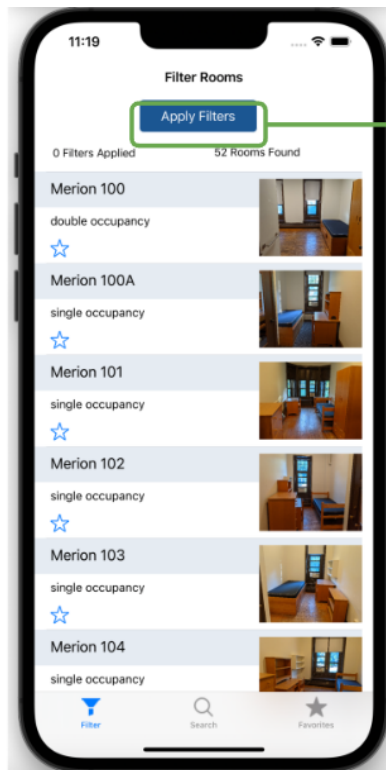 11:19
Filter Rooms
Apply Filters
0 Filters Applied 52 Rooms Found
Merion 100
double occupancy
Merion 100A
single occupancy
Merion 101
single occupancy
Merion 102
single occupancy
Merion 103
single occupancy
Merion 104
single occupancy
Filter Search Favorites